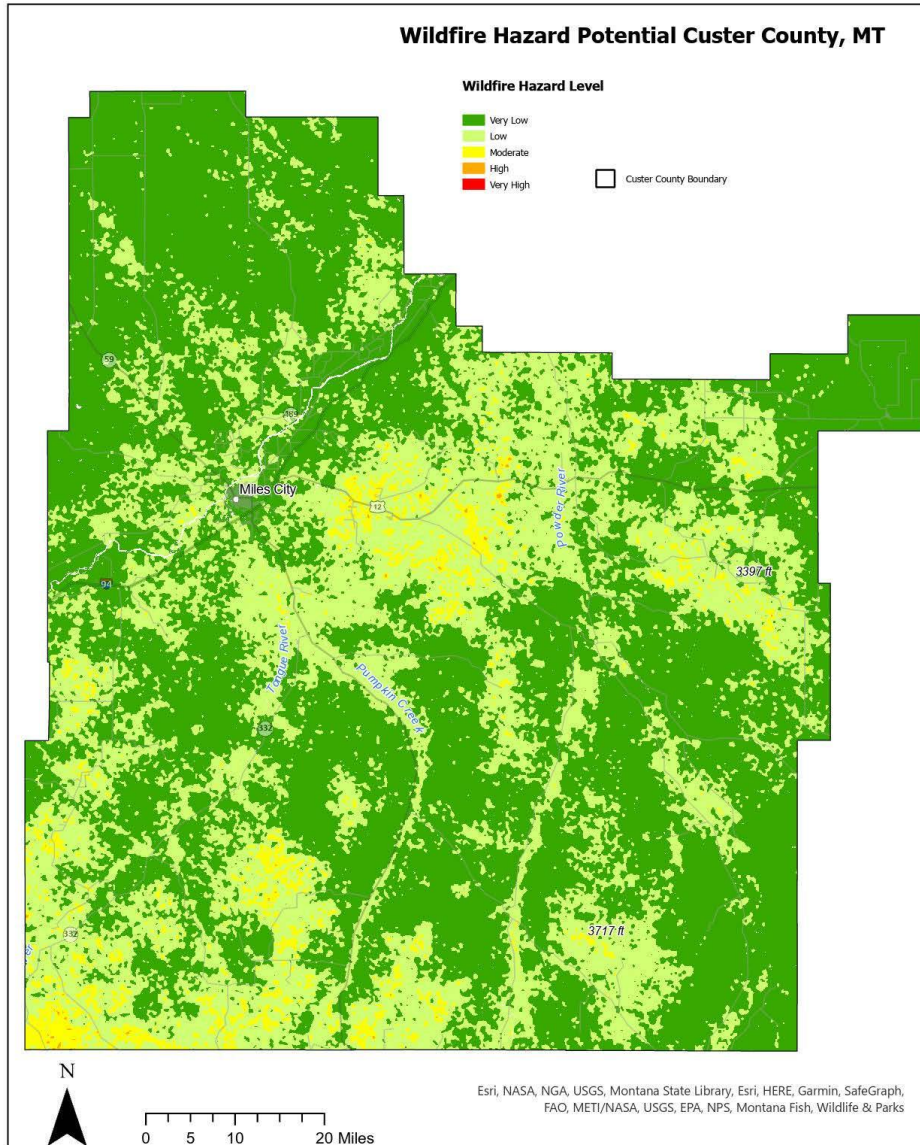 Wildfire Hazard Potential Custer County, MT
Wildfire Hazard Level
Very Low
Low
Moderate
High
Very High
Custer County Boundary
59
489
Miles City
12
Powder River
94
3397 ft
Tongue River
Pumpkin Creek
332
3717 ft
332
N
0 5 10 20 Miles
Esri, NASA, NGA, USGS, Montana State Library, Esri, HERE, Garmin, SafeGraph,
FAO, METI/NASA, USGS, EPA, NPS, Montana Fish, Wildlife & Parks